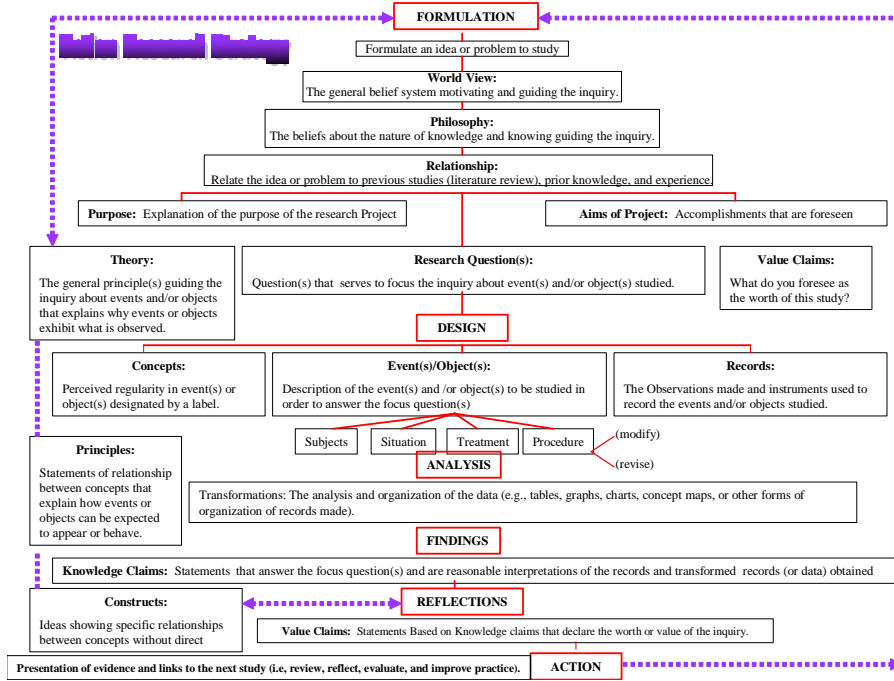 FORMULATION
Formulate an idea or problem to study
World View:
The general belief system motivating and guiding the inquiry.
Philosophy:
The beliefs about the nature of knowledge and knowing guiding the inquiry.
Relationship:
Relate the idea or problem to previous studies (literature review), prior knowledge, and experience.
Purpose: Explanation of the purpose of the research Project
Aims of Project: Accomplishments that are foreseen
Theory:
The general principle(s) guiding the
inquiry about events and/or objects
that explains why events or objects
exhibit what is observed.
Research Question(s):
Question(s) that serves to focus the inquiry about event(s) and/or object(s) studied.
Value Claims:
What do you foresee as
the worth of this study?
DESIGN
Concepts:
Perceived regularity in event(s) or
object(s) designated by a label.
Event(s)/Object(s):
Description of the event(s) and /or object(s) to be studied in
order to answer the focus question(s)
Records:
The Observations made and instruments used to
record the events and/or objects studied.
Subjects
Situation
Treatment
Procedure
(modify)
(revise)
Principles:
Statements of relationship
between concepts that
explain how events or
objects can be expected
to appear or behave.
ANALYSIS
Transformations: The analysis and organization of the data (e.g., tables, graphs, charts, concept maps, or other forms of
organization of records made).
FINDINGS
Knowledge Claims: Statements that answer the focus question(s) and are reasonable interpretations of the records and transformed records (or data) obtained
Constructs:
Ideas showing specific relationships
between concepts without direct
REFLECTIONS
Value Claims: Statements Based on Knowledge claims that declare the worth or value of the inquiry.
Presentation of evidence and links to the next study (i.e, review, reflect, evaluate, and improve practice).
ACTION